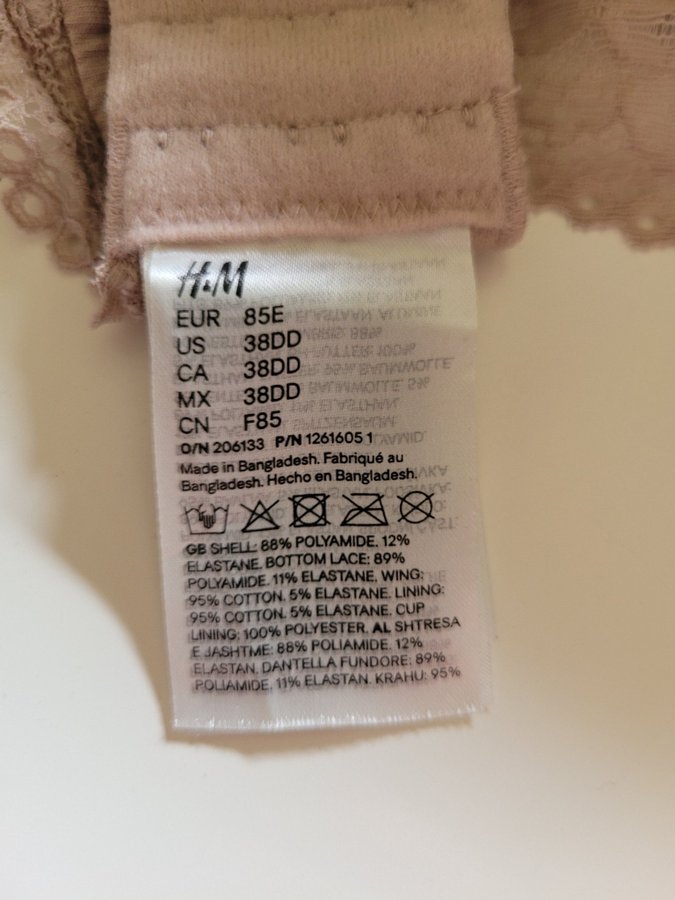 H&M
EUR 85E
US 38DD
CA 38DD
MX 38DD
CN F85
O/N 206133 P/N 1261605 1
Made in Bangladesh. Fabriqué au
Bangladesh. Hecho en Bangladesh.
GB SHELL: 88% POLYAMIDE, 12%
ELASTANE, BOTTOM LACE: 89%
POLYAMIDE, 11% ELASTANE, WING:
95% COTTON, 5% ELASTANE, LINING:
95% COTTON, 5% ELASTANE, CUP
LINING: 100% POLYESTER, AL SHTRESA
E JASHTME: 88% POLIAMIDE, 12%
ELASTAN, DANTELLA FUNDORE: 89%
POLIAMIDE, 11% ELASTAN, KRAHU: 95%